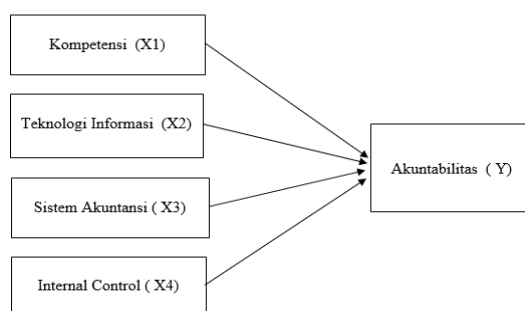 Kompetensi (X1)
Teknologi Informasi (X2)
Akuntabilitas ( Y)
Sistem Akuntansi ( X3)
Internal Control ( X4)